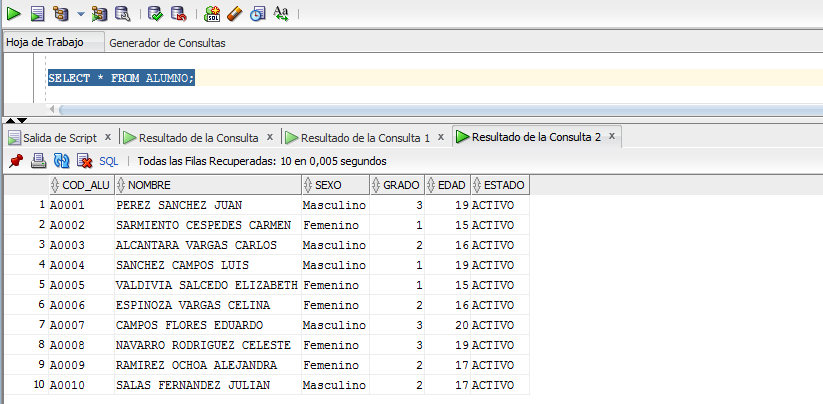 SQL
Aa
Hoja de Trabajo Generador de Consultas
SELECT * FROM ALUMNO;
Salida de Script x Resultado de la Consulta x Resultado de la Consulta 1 x Resultado de la Consulta 2 x
SQL | Todas las Filas Recuperadas: 10 en 0,005 segundos
COD_ALU NOMBRE SEXO GRADO EDAD ESTADO
1 A0001 PEREZ SANCHEZ JUAN Masculino 3 19 ACTIVO
2 A0002 SARMIENTO CESPEDES CARMEN Femenino 1 15 ACTIVO
3 A0003 ALCANTARA VARGAS CARLOS Masculino 2 16 ACTIVO
4 A0004 SANCHEZ CAMPOS LUIS Masculino 1 19 ACTIVO
5 A0005 VALDIVIA SALCEDO ELIZABETH Femenino 1 15 ACTIVO
6 A0006 ESPINOZA VARGAS CELINA Femenino 2 16 ACTIVO
7 A0007 CAMPOS FLORES EDUARDO Masculino 3 20 ACTIVO
8 A0008 NAVARRO RODRIGUEZ CELESTE Femenino 3 19 ACTIVO
9 A0009 RAMIREZ OCHOA ALEJANDRA Femenino 2 17 ACTIVO
10 A0010 SALAS FERNANDEZ JULIAN Masculino 2 17 ACTIVO